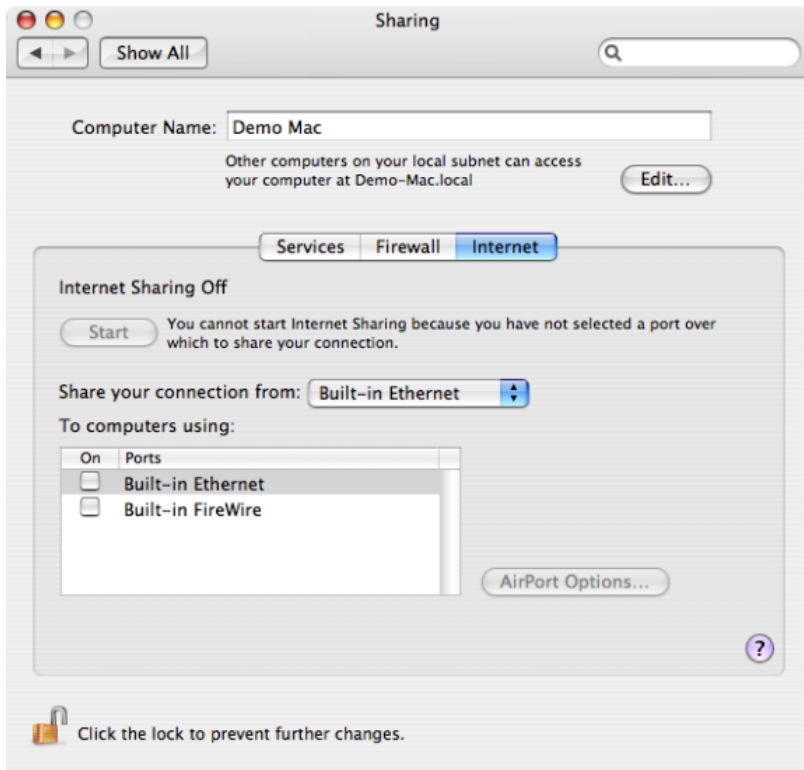 Sharing
Show All
Computer Name: Demo Mac
Other computers on your local subnet can access
your computer at Demo-Mac.local
Edit...
Services Firewall Internet
Internet Sharing Off
Start
You cannot start Internet Sharing because you have not selected a port over
which to share your connection.
Share your connection from: Built-in Ethernet
To computers using:
On Ports
Built-in Ethernet
Built-in FireWire
AirPort Options...
?
Click the lock to prevent further changes.